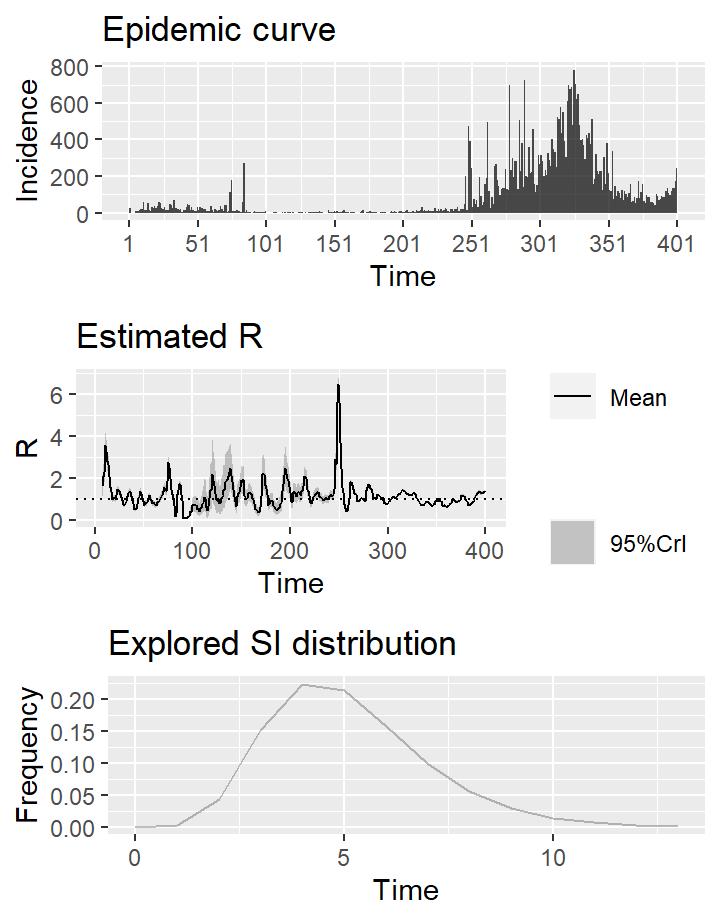 Epidemic curve
800
600
400
200
0
Incidence
1 51 101 151 201 251 301 351 401
Time
Estimated R
6
4
2
0
R
0 100 200 300 400
Time
Mean
95%CrI
Explored SI distribution
0.20
0.15
0.10
0.05
0.00
Frequency
0 5 10
Time